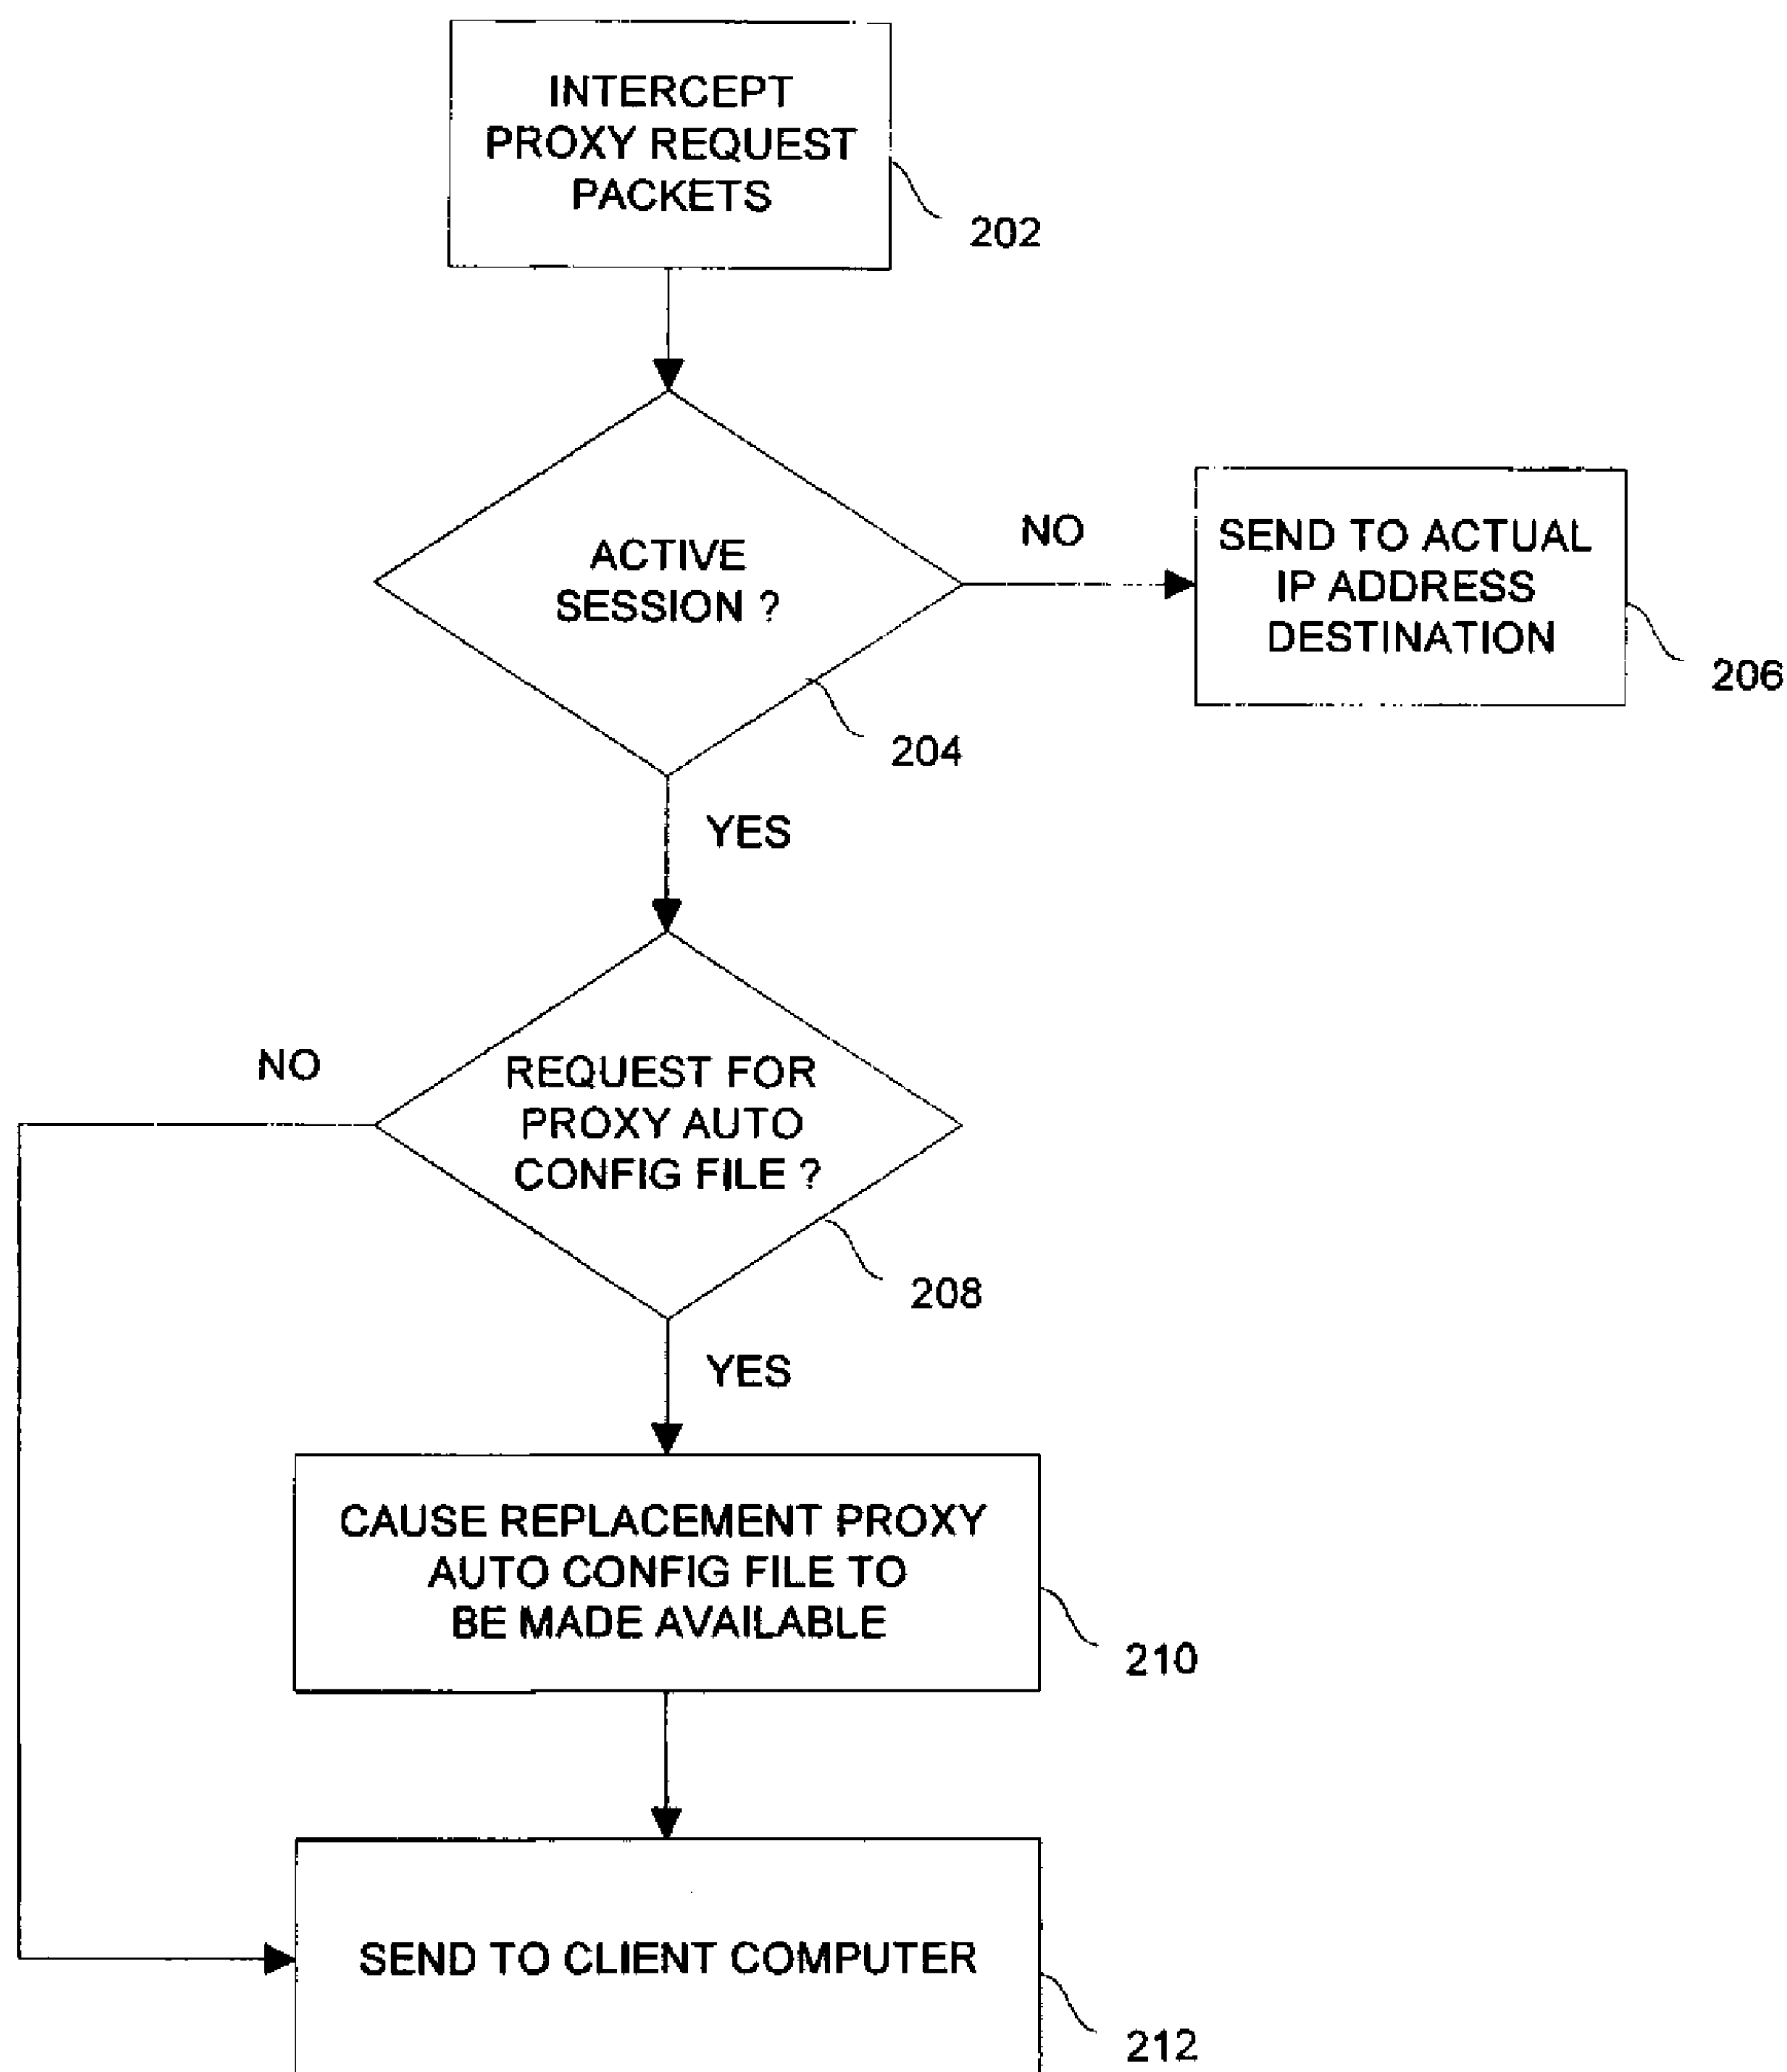 INTERCEPT
PROXY REQUEST
PACKETS
202
ACTIVE
SESSION ?
204
NO
SEND TO ACTUAL
IP ADDRESS
DESTINATION
206
YES
NO
REQUEST FOR
PROXY AUTO
CONFIG FILE ?
208
YES
CAUSE REPLACEMENT PROXY
AUTO CONFIG FILE TO
BE MADE AVAILABLE
210
SEND TO CLIENT COMPUTER
212